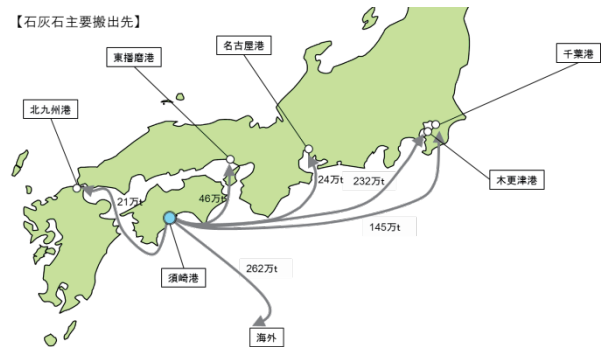 【石灰石主要搬出先】
東播磨港
名古屋港
千葉港
北九州港
木更津港
21万t
46万t
24万t
232万t
145万t
262万t
須崎港
海外